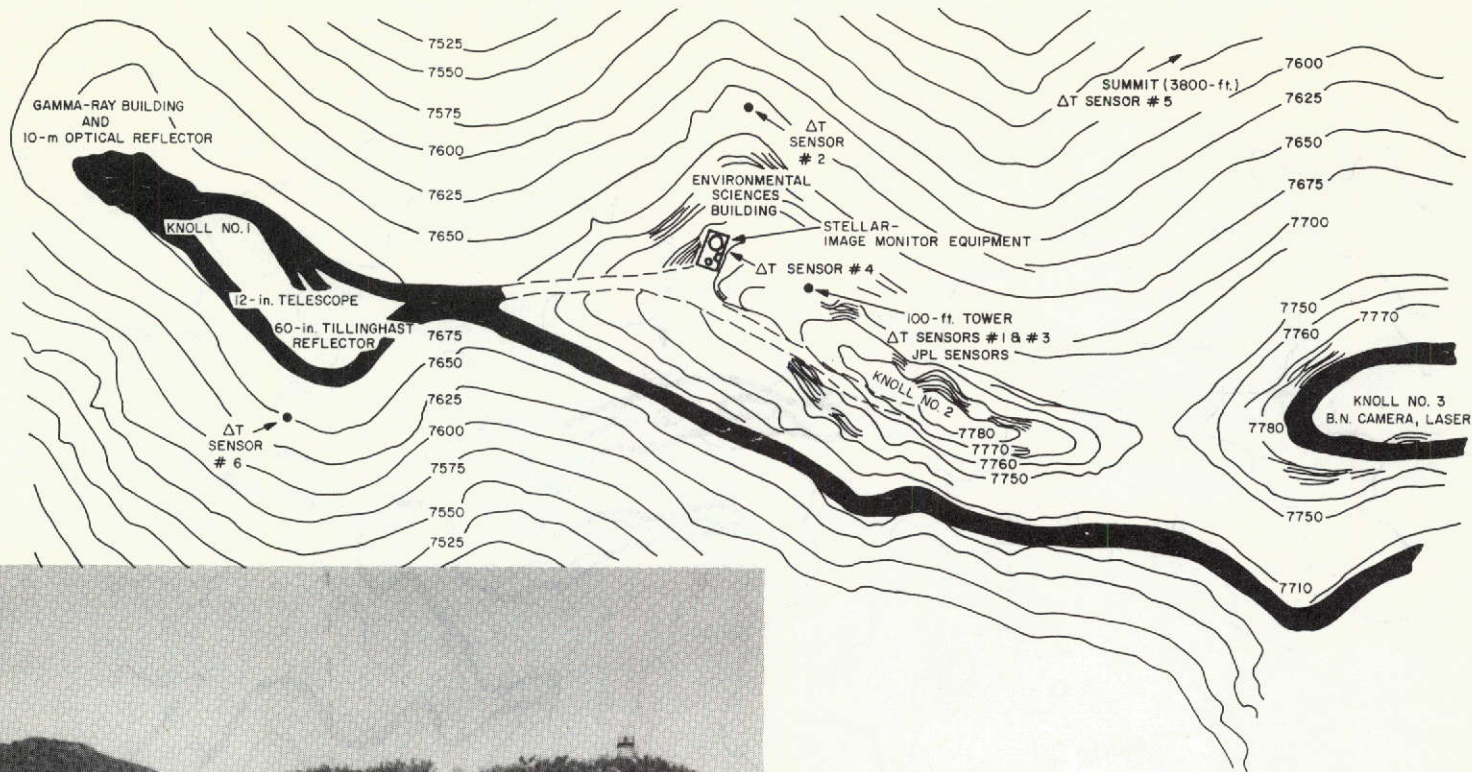 7525
7550
7575
7600
7625
7650
GAMMA-RAY BUILDING
AND
10-m OPTICAL REFLECTOR
KNOLL NO. 1
12-in. TELESCOPE
60-in. TILLINGHAST
REFLECTOR
7675
7650
7625
7600
7575
7550
7525
ΔT
SENSOR
# 6
ΔT
SENSOR
# 2
ENVIRONMENTAL
SCIENCES
BUILDING
STELLAR-
IMAGE MONITOR EQUIPMENT
ΔT SENSOR #4
100-ft. TOWER
ΔT SENSORS #1 & #3
JPL SENSORS
KNOLL NO. 2
7780
7770
7760
7750
SUMMIT (3800-ft.)
ΔT SENSOR #5
7600
7625
7650
7675
7700
7750
7760
7770
KNOLL NO. 3
B.N. CAMERA, LASER
7780
7750
7710